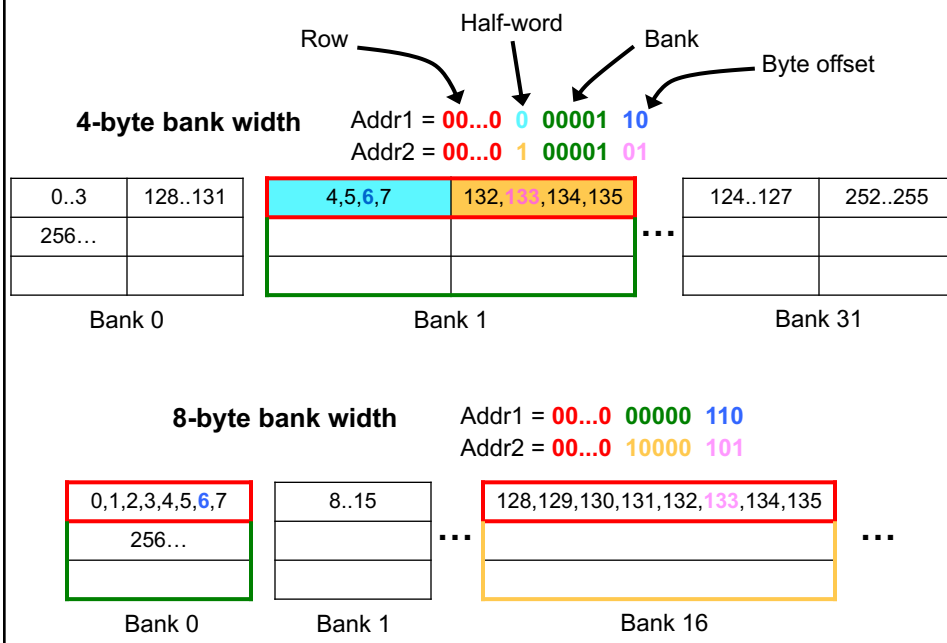 Half-word
Row
Bank
Byte offset
4-byte bank width
Addr1 = 00...0 0 00001 10
Addr2 = 00...0 1 00001 01
0..3 128..131 4,5,6,7 132,133,134,135 ... 124..127 252..255
256...
Bank 0 Bank 1 Bank 31
8-byte bank width
Addr1 = 00...0 00000 110
Addr2 = 00...0 10000 101
0,1,2,3,4,5,6,7 8..15 128,129,130,131,132,133,134,135
256... ... ...
Bank 0 Bank 1 Bank 16